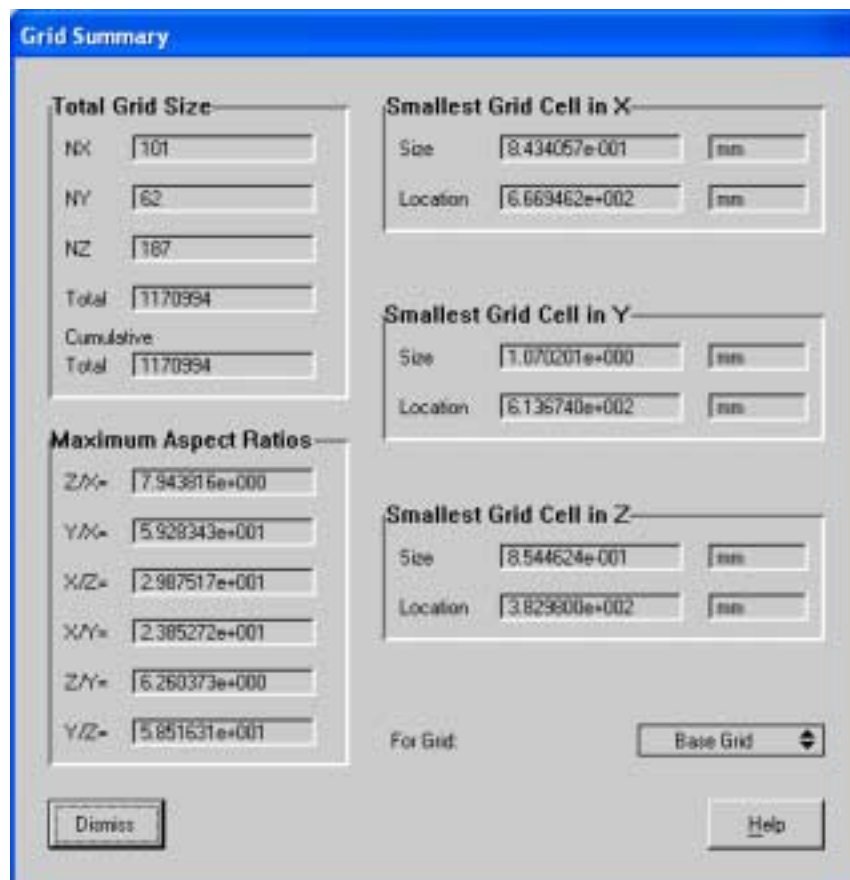 Grid Summary
Total Grid Size
NX 101
NY 62
NZ 187
Total 1170994
Cumulative
Total 1170994
Maximum Aspect Ratios
Z/X= 7.943816e+000
Y/X= 5.928343e+001
X/Z= 2.987517e+001
X/Y= 2.385272e+001
Z/Y= 6.260373e+000
Y/Z= 5.851631e+001
Smallest Grid Cell in X
Size 8.434057e-001 mm
Location 6.669462e+002 mm
Smallest Grid Cell in Y
Size 1.070201e+000 mm
Location 6.136740e+002 mm
Smallest Grid Cell in Z
Size 8.544624e-001 mm
Location 3.829800e+002 mm
For Grid: Base Grid
Dismiss
Help